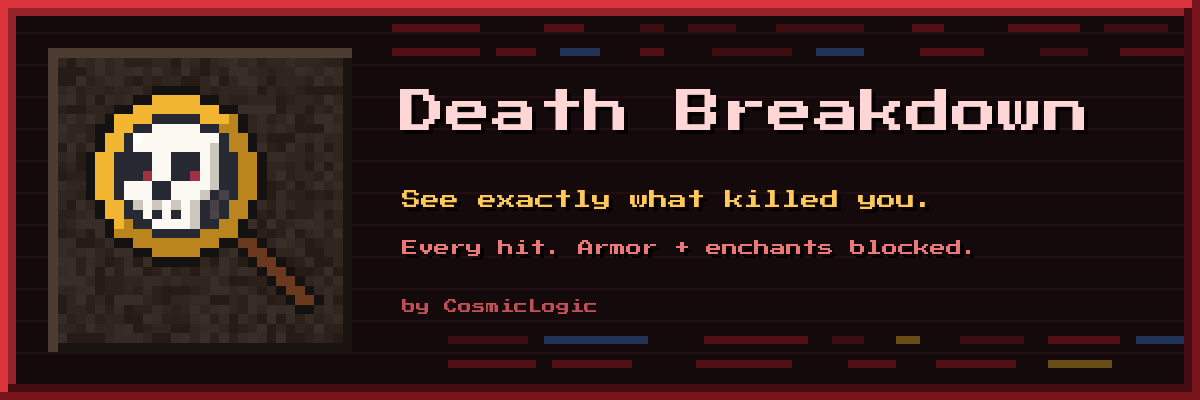 Death Breakdown
See exactly what killed you.
Every hit. Armor + enchants blocked.
by CosmicLogic